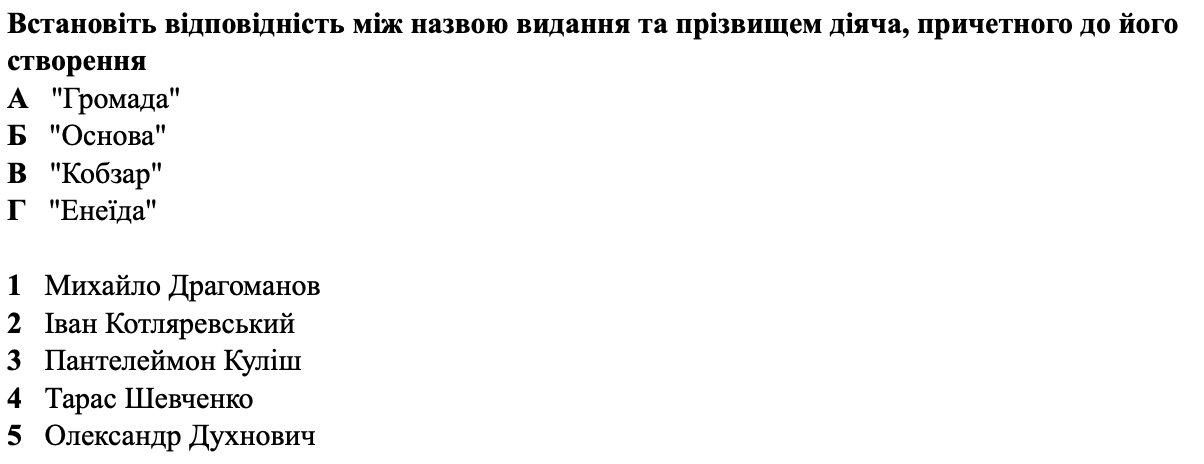 Встановіть відповідність між назвою видання та прізвищем діяча, причетного до його
створення
А "Громада"
Б "Основа"
В "Кобзар"
Г "Енеїда"
1 Михайло Драгоманов
2 Іван Котляревський
3 Пантелеймон Куліш
4 Тарас Шевченко
5 Олександр Духнович